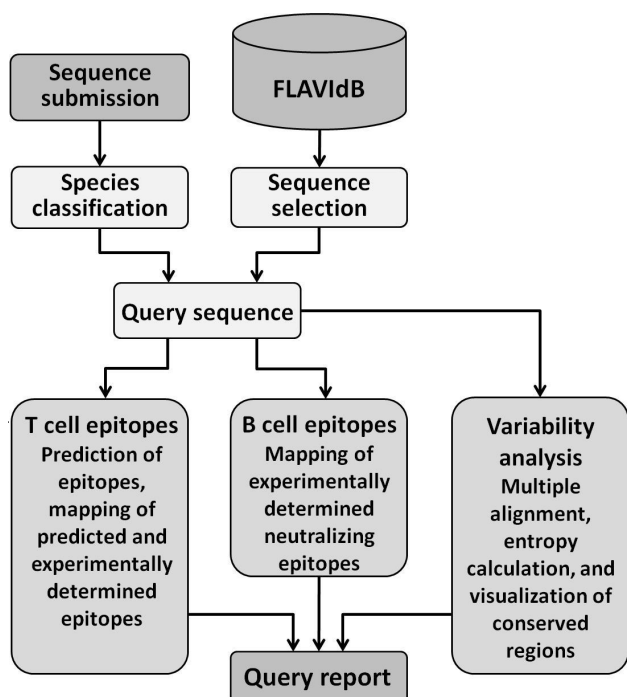 Sequence
submission
FLAVIdB
Species
classification
Sequence
selection
Query sequence
T cell epitopes
Prediction of
epitopes,
mapping of
predicted and
experimentally
determined
epitopes
B cell epitopes
Mapping of
experimentally
determined
neutralizing
epitopes
Variability
analysis
Multiple
alignment,
entropy
calculation, and
visualization of
conserved
regions
Query report